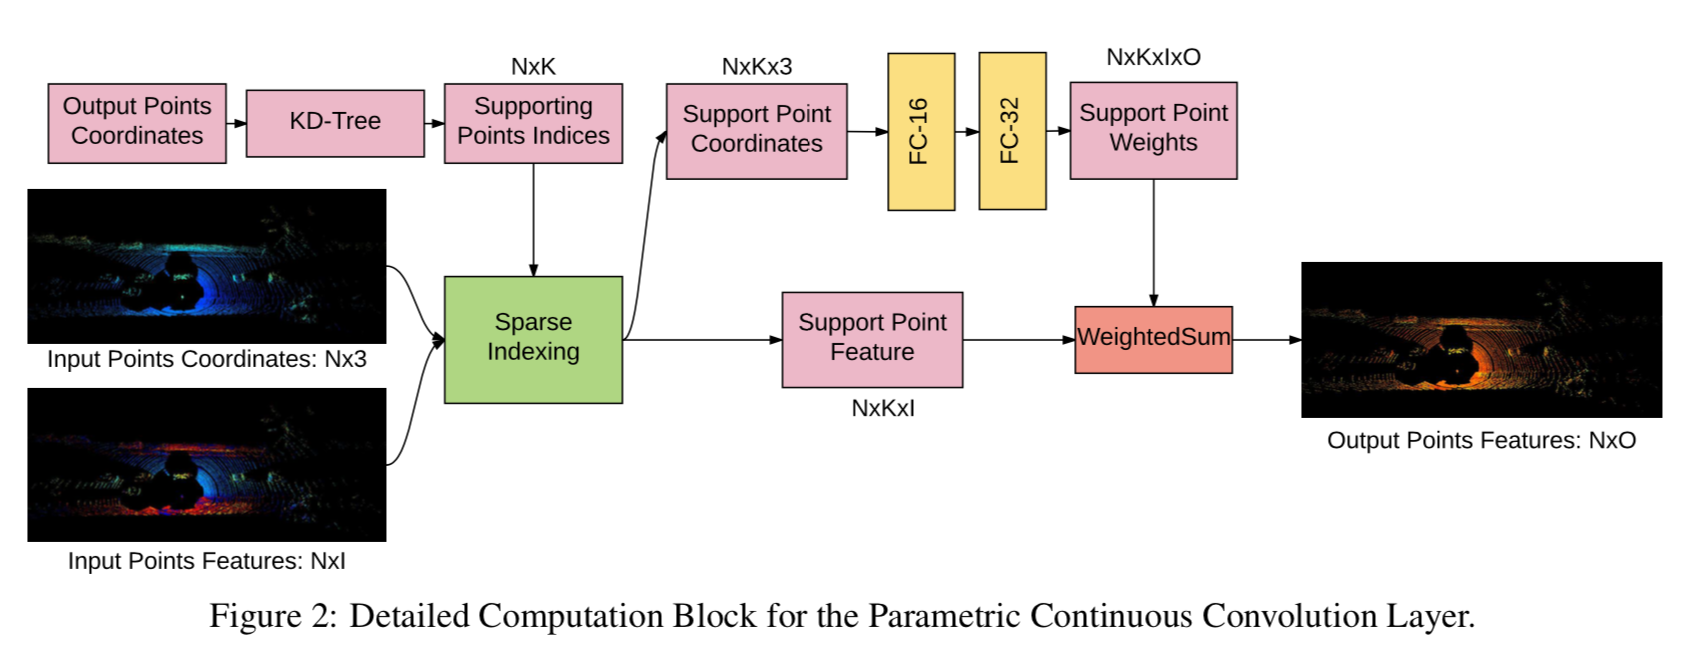 NxK
NxKx3
NxKxIxO
Output Points
Coordinates
KD-Tree
Supporting
Points Indices
Support Point
Coordinates
FC-16
FC-32
Support Point
Weights
Input Points Coordinates: Nx3
Sparse
Indexing
Support Point
Feature
NxKxI
WeightedSum
Output Points Features: NxO
Input Points Features: NxI
Figure 2: Detailed Computation Block for the Parametric Continuous Convolution Layer.